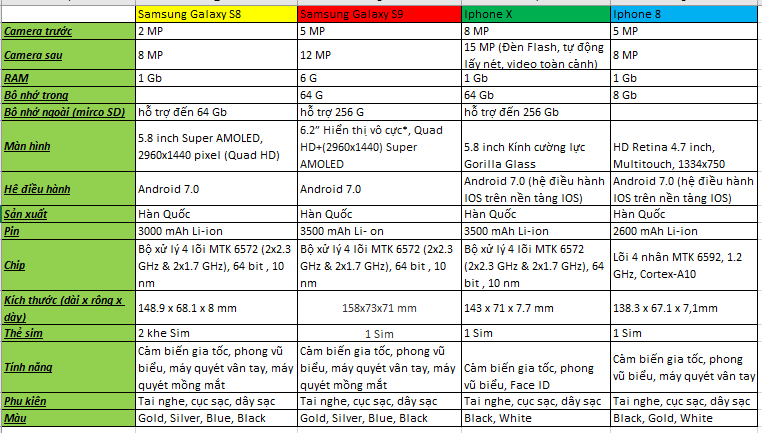 Samsung Galaxy S8 Samsung Galaxy S9 Iphone X Iphone 8
Camera trước 2 MP 5 MP 8 MP 5 MP
Camera sau 8 MP 12 MP 15 MP (Đèn Flash, tự động lấy nét, video toàn cảnh) 8 MP
RAM 1 Gb 6 G 1 Gb 1 Gb
Bộ nhớ trong 64 G 64 Gb 8 Gb
Bộ nhớ ngoài (mirco SD) hỗ trợ đến 64 Gb hỗ trợ 256 G hỗ trợ đến 256 Gb
Màn hình 5.8 inch Super AMOLED, 2960x1440 pixel (Quad HD) 6.2" Hiển thị vô cực*, Quad HD+(2960x1440) Super AMOLED 5.8 inch Kính cường lực Gorilla Glass HD Retina 4.7 inch, Multitouch, 1334x750
Hệ điều hành Android 7.0 Android 7.0 Android 7.0 (hệ điều hành IOS trên nền tảng IOS) Android 7.0 (hệ điều hành IOS trên nền tảng IOS)
Sản xuất Hàn Quốc Hàn Quốc Hàn Quốc Hàn Quốc
Pin 3000 mAh Li-ion 3500 mAh Li- on 3500 mAh Li-ion 2600 mAh Li-ion
Chip Bộ xử lý 4 lõi MTK 6572 (2x2.3 GHz & 2x1.7 GHz), 64 bit , 10 nm Bộ xử lý 4 lõi MTK 6572 (2x2.3 GHz & 2x1.7 GHz), 64 bit , 10 nm Bộ xử lý 4 lõi MTK 6572 (2x2.3 GHz & 2x1.7 GHz), 64 bit , 10 nm Lõi 4 nhân MTK 6592, 1.2 GHz, Cortex-A10
Kích thước (dài x rộng x dày) 148.9 x 68.1 x 8 mm 158x73x71 mm 143 x 71 x 7.7 mm 138.3 x 67.1 x 7,1mm
Thẻ sim 2 khe Sim 1 Sim 1 Sim 1 Sim
Tính năng Cảm biến gia tốc, phong vũ biểu, máy quyét vân tay, máy quyét mồng mắt Cảm biến gia tốc, phong vũ biểu, máy quyét vân tay, máy quyét mồng mắt Cảm biến gia tốc, phong vũ biểu, Face ID Cảm biến gia tốc, phong vũ biểu, máy quyét vân tay
Phụ kiện Tai nghe, cục sạc, dây sạc Tai nghe, cục sạc, dây sạc Tai nghe, cục sạc, dây sạc Tai nghe, cục sạc, dây sạc
Màu Gold, Silver, Blue, Black Gold, Silver, Blue, Black Black, White Black, Gold, White